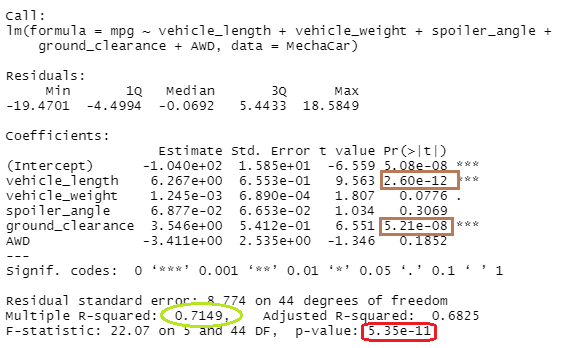 Call:
lm(formula = mpg ~ vehicle_length + vehicle_weight + spoiler_angle +
    ground_clearance + AWD, data = MechaCar)
Residuals:
     Min       1Q   Median       3Q      Max
-19.4701  -4.4994  -0.0692   5.4433  18.5849
Coefficients:
                   Estimate Std. Error t value Pr(>|t|)
(Intercept)      -1.040e+02  1.585e+01  -6.559 5.08e-08 ***
vehicle_length    6.267e+00  6.553e-01   9.563 2.60e-12 ***
vehicle_weight    1.245e-03  6.890e-04   1.807   0.0776 .
spoiler_angle     6.877e-02  6.653e-02   1.034   0.3069
ground_clearance  3.546e+00  5.412e-01   6.551 5.21e-08 ***
AWD              -3.411e+00  2.535e+00  -1.346   0.1852
---
Signif. codes:  0 ‘***’ 0.001 ‘**’ 0.01 ‘*’ 0.05 ‘.’ 0.1 ‘ ’ 1
Residual standard error: 8.774 on 44 degrees of freedom
Multiple R-squared:  0.7149,    Adjusted R-squared:  0.6825
F-statistic: 22.07 on 5 and 44 DF,  p-value: 5.35e-11